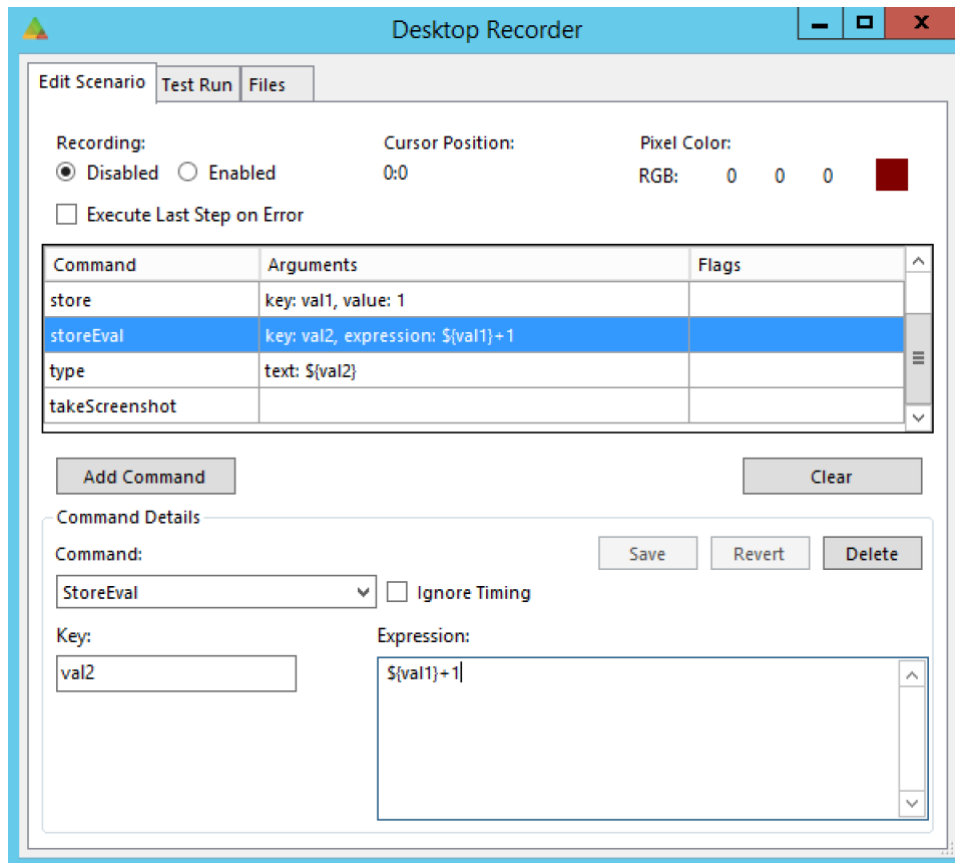 Desktop Recorder
Edit Scenario Test Run Files
Recording: Cursor Position: Pixel Color:
Disabled Enabled 0:0 RGB: 0 0 0
Execute Last Step on Error
Command Arguments Flags
store key: val1, value: 1
storeEval key: val2, expression: ${val1}+1
type text: ${val2}
takeScreenshot
Add Command Clear
Command Details
Command: Save Revert Delete
StoreEval Ignore Timing
Key: Expression:
val2 ${val1}+1